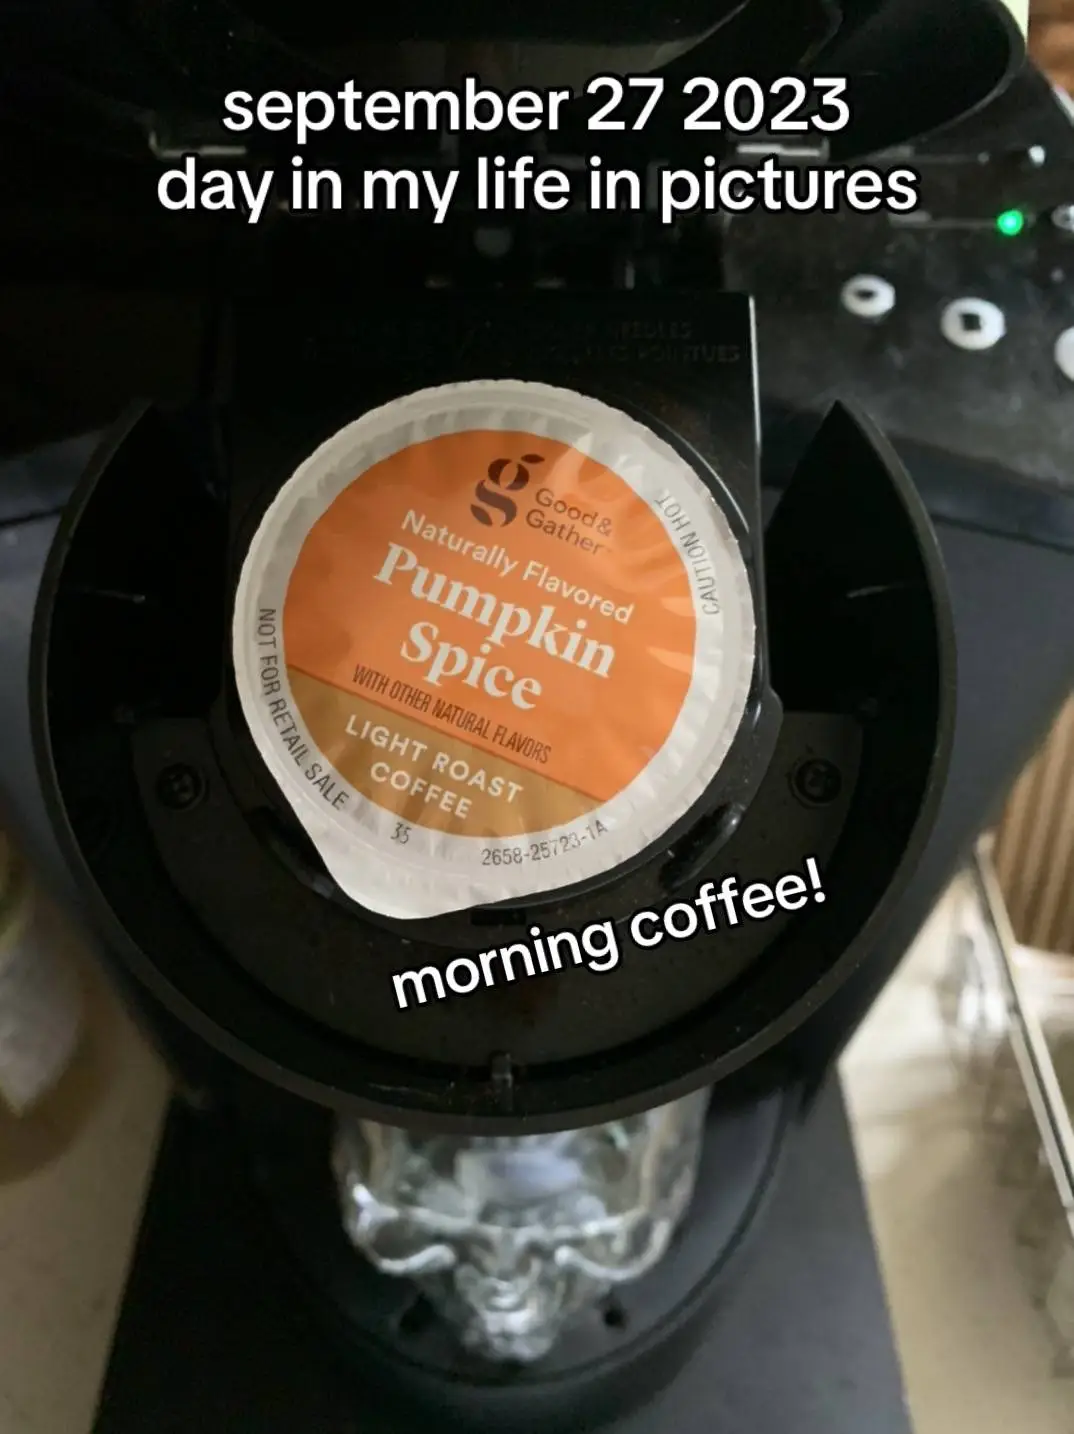 september 27 2023
day in my life in pictures
Good&
Gather
CAUTION HOT
Naturally Flavored
Pumpkin
Spice
WITH OTHER NATURAL FLAVORS
LIGHT ROAST
COFFEE
NOT FOR RETAIL SALE
35
2658-25723-1A
morning coffee!